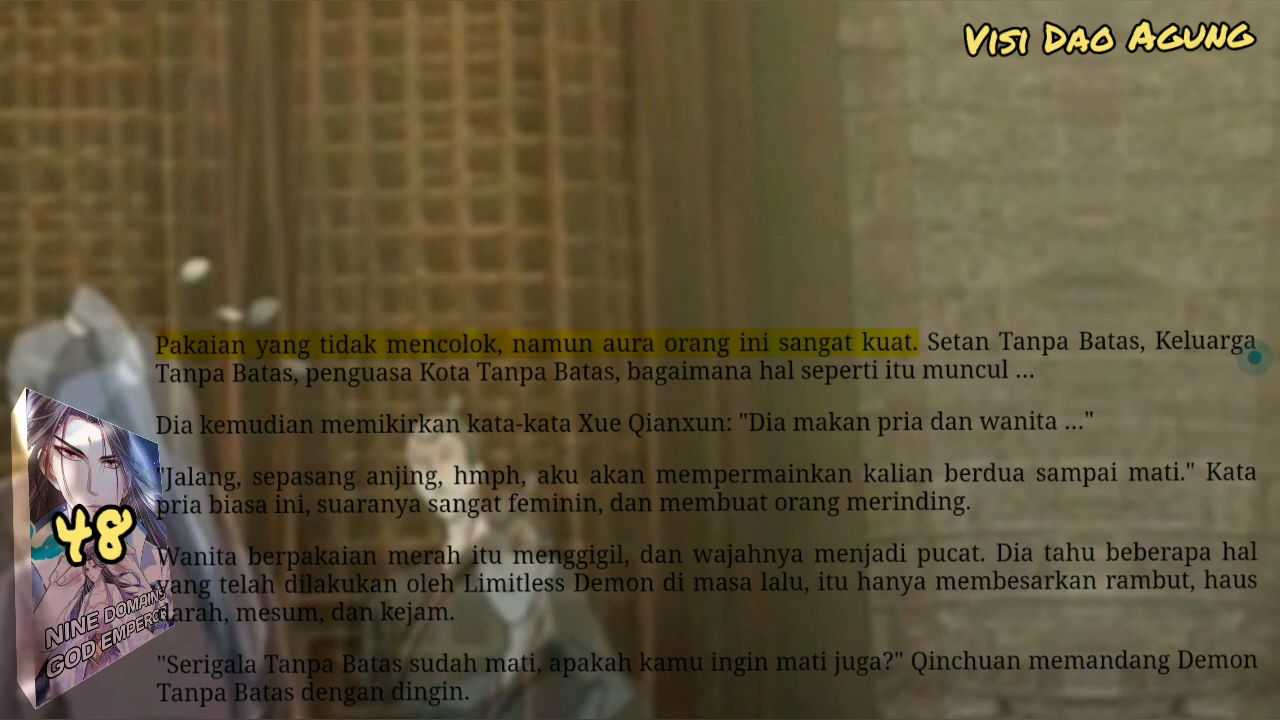 Visi Dao Agung
Pakaian yang tidak mencolok, namun aura orang ini sangat kuat. Setan Tanpa Batas, Keluarga
Tanpa Batas, penguasa Kota Tanpa Batas, bagaimana hal seperti itu muncul ...
Dia kemudian memikirkan kata-kata Xue Qianxun: "Dia makan pria dan wanita ..."
"Jalang, sepasang anjing, hmph, aku akan mempermainkan kalian berdua sampai mati." Kata
pria biasa ini, suaranya sangat feminin, dan membuat orang merinding.
Wanita berpakaian merah itu menggigil, dan wajahnya menjadi pucat. Dia tahu beberapa hal
yang telah dilakukan oleh Limitless Demon di masa lalu, itu hanya membesarkan rambut, haus
darah, mesum, dan kejam.
"Serigala Tanpa Batas sudah mati, apakah kamu ingin mati juga?" Qinchuan memandang Demon
Tanpa Batas dengan dingin.
48
NINE DOMAINS
GOD EMPEROR